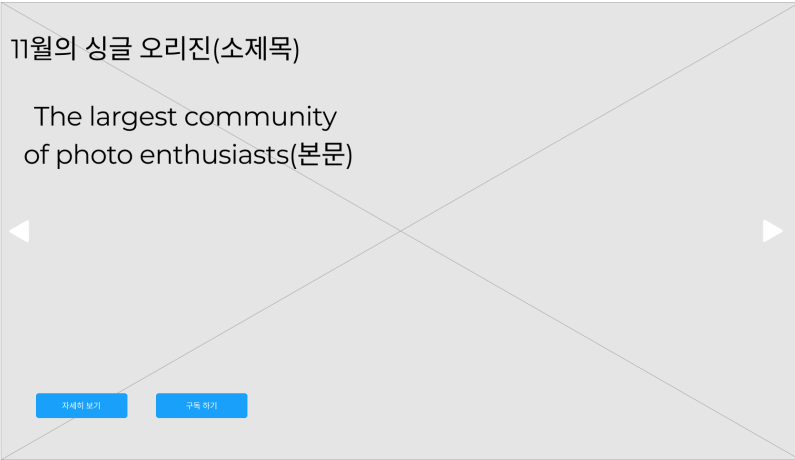 11월의 싱글 오리진(소제목)
The largest community
of photo enthusiasts(본문)
자세히 보기
구독 하기